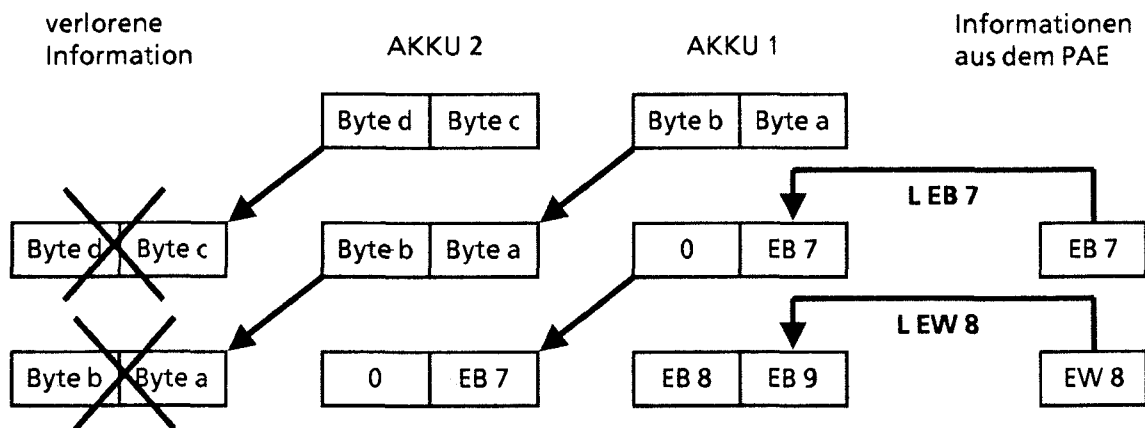 verlorene
Information
AKKU 2
AKKU 1
Informationen
aus dem PAE
Byte d Byte c
Byte b Byte a
L EB 7
Byte d Byte c
Byte b Byte a
0 EB 7
EB 7
L EW 8
Byte b Byte a
0 EB 7
EB 8 EB 9
EW 8